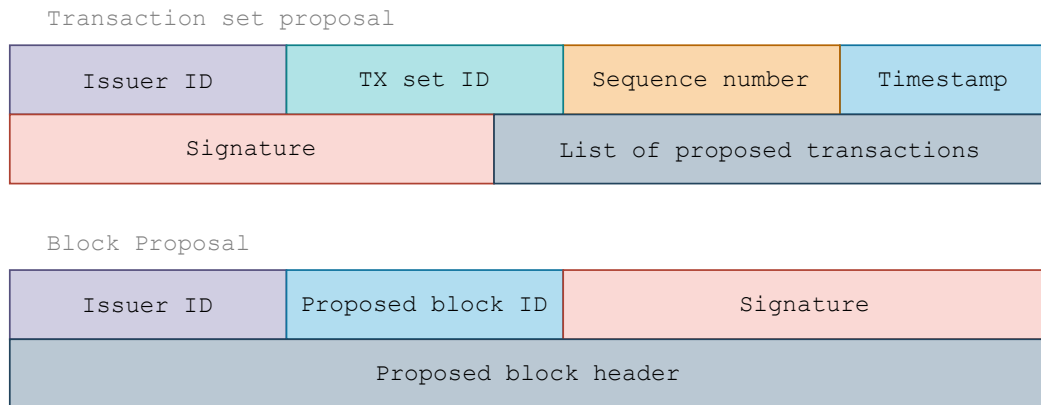 Transaction set proposal
Issuer ID TX set ID Sequence number Timestamp
Signature List of proposed transactions
Block Proposal
Issuer ID Proposed block ID Signature
Proposed block header